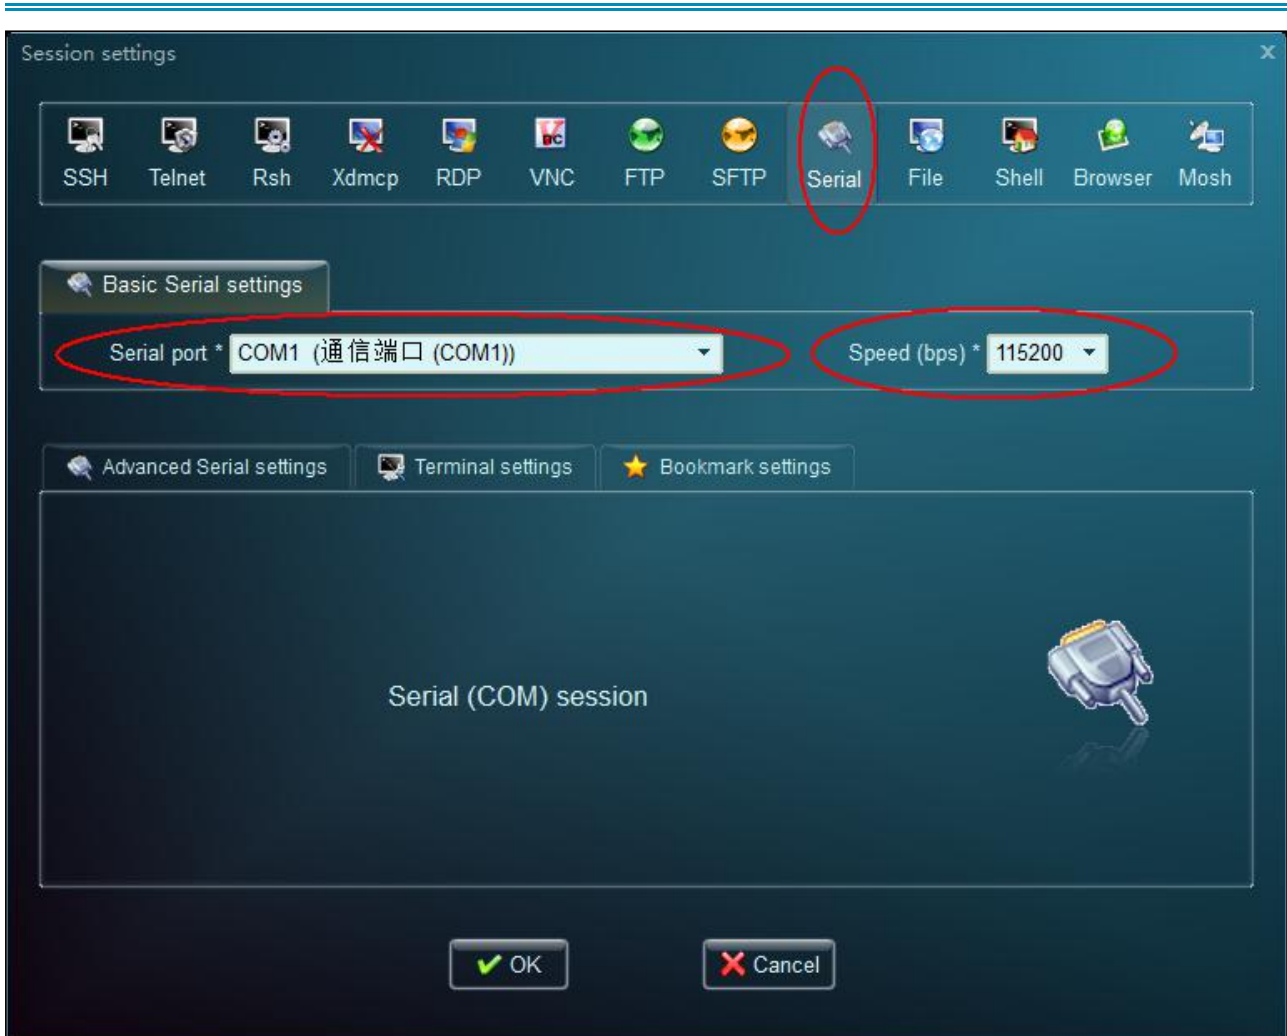 Session settings
x
SSH Telnet Rsh Xdmcp RDP VNC FTP SFTP Serial File Shell Browser Mosh
Basic Serial settings
Serial port * COM1 (通信端口 (COM1)) Speed (bps) * 115200
Advanced Serial settings Terminal settings Bookmark settings
Serial (COM) session
OK Cancel